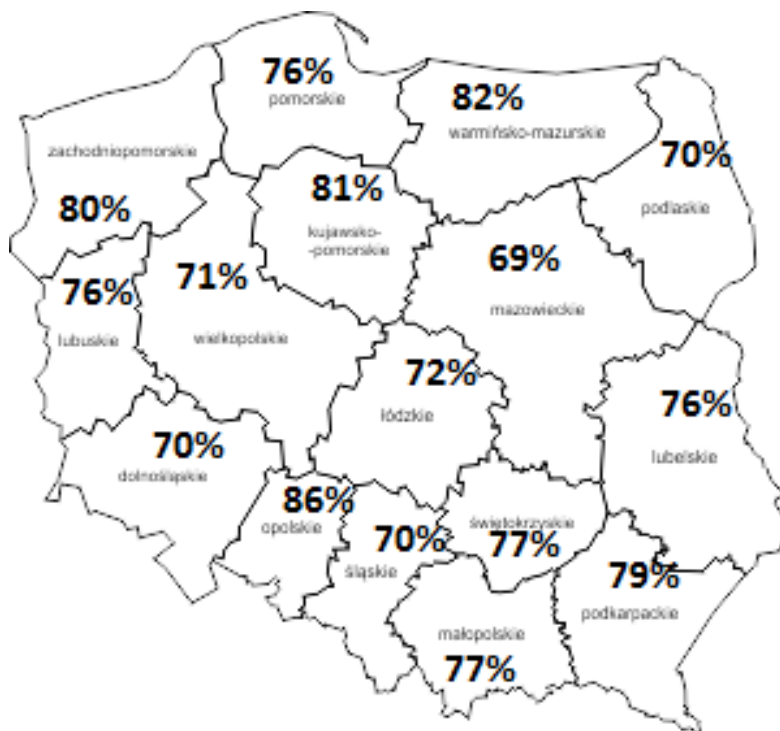 76%
pomorskie
82%
warmińsko-mazurskie
zachodniopomorskie
80%
70%
podlaskie
81%
kujawsko-
-pomorskie
69%
mazowieckie
76%
lubuskie
71%
wielkopolskie
72%
łódzkie
76%
lubelskie
70%
dolnośląskie
86%
opolskie
70%
śląskie
świętokrzyskie
77%
79%
podkarpackie
małopolskie
77%